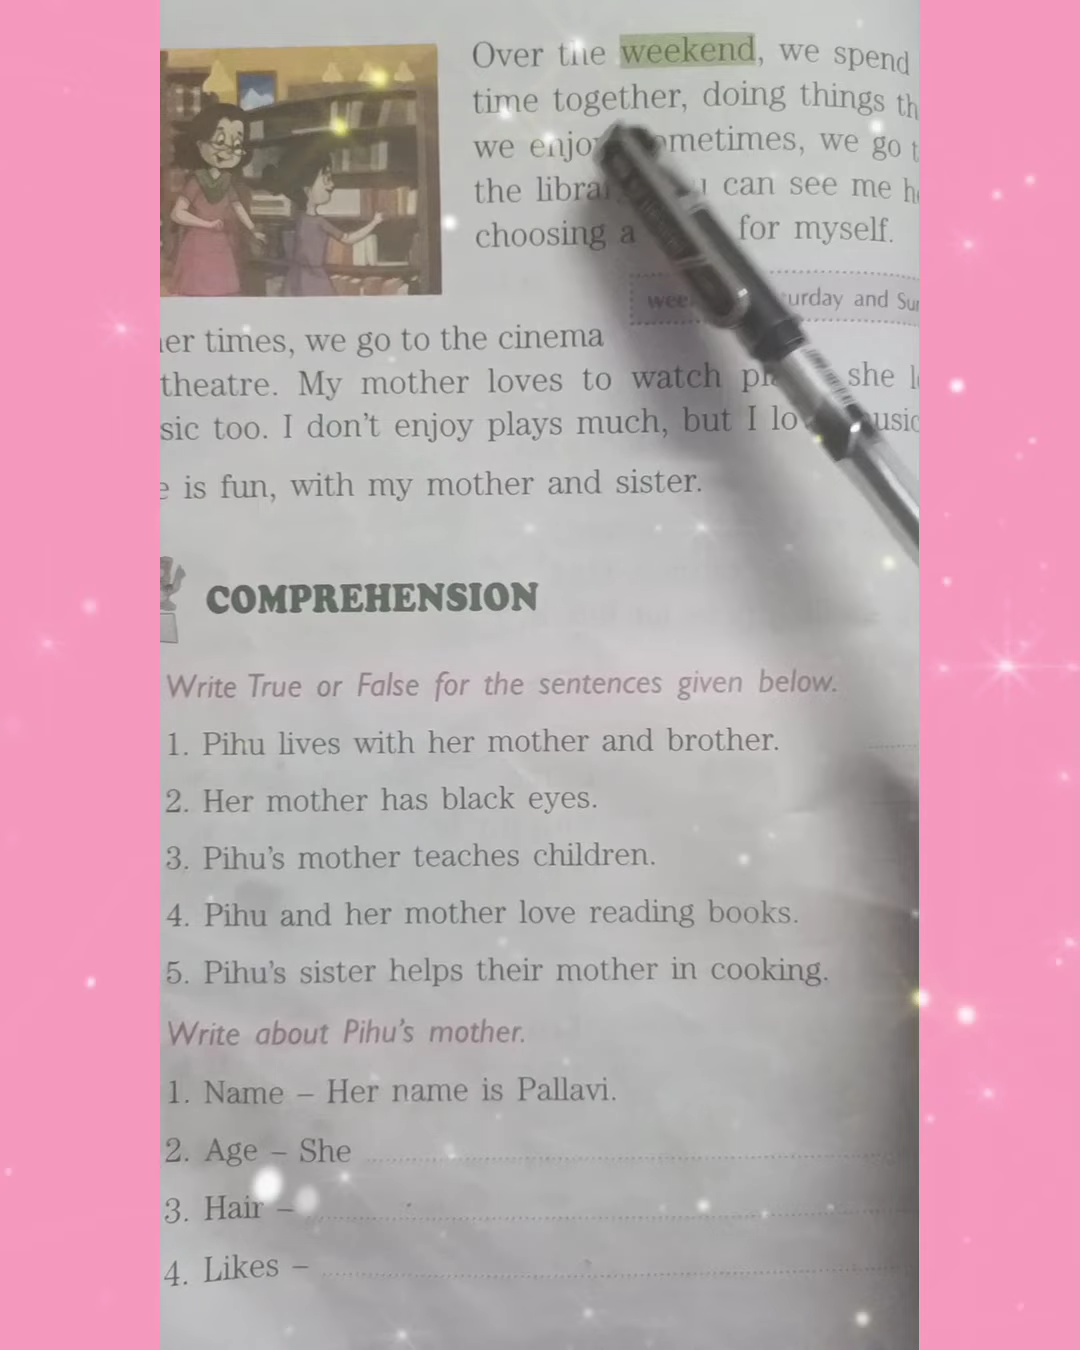 Over the weekend, we spend
time together, doing things th
we enjoy. Sometimes, we go t
the library. can see me h
choosing a for myself.
Saturday and Sun
er times, we go to the cinema
theatre. My mother loves to watch she l
sic too. I don't enjoy plays much, but I lo usic
e is fun, with my mother and sister.
COMPREHENSION
Write True or False for the sentences given below.
1. Pihu lives with her mother and brother.
2. Her mother has black eyes.
3. Pihu's mother teaches children.
4. Pihu and her mother love reading books.
5. Pihu's sister helps their mother in cooking.
Write about Pihu's mother.
1. Name – Her name is Pallavi.
2. Age – She
3. Hair –
4. Likes –